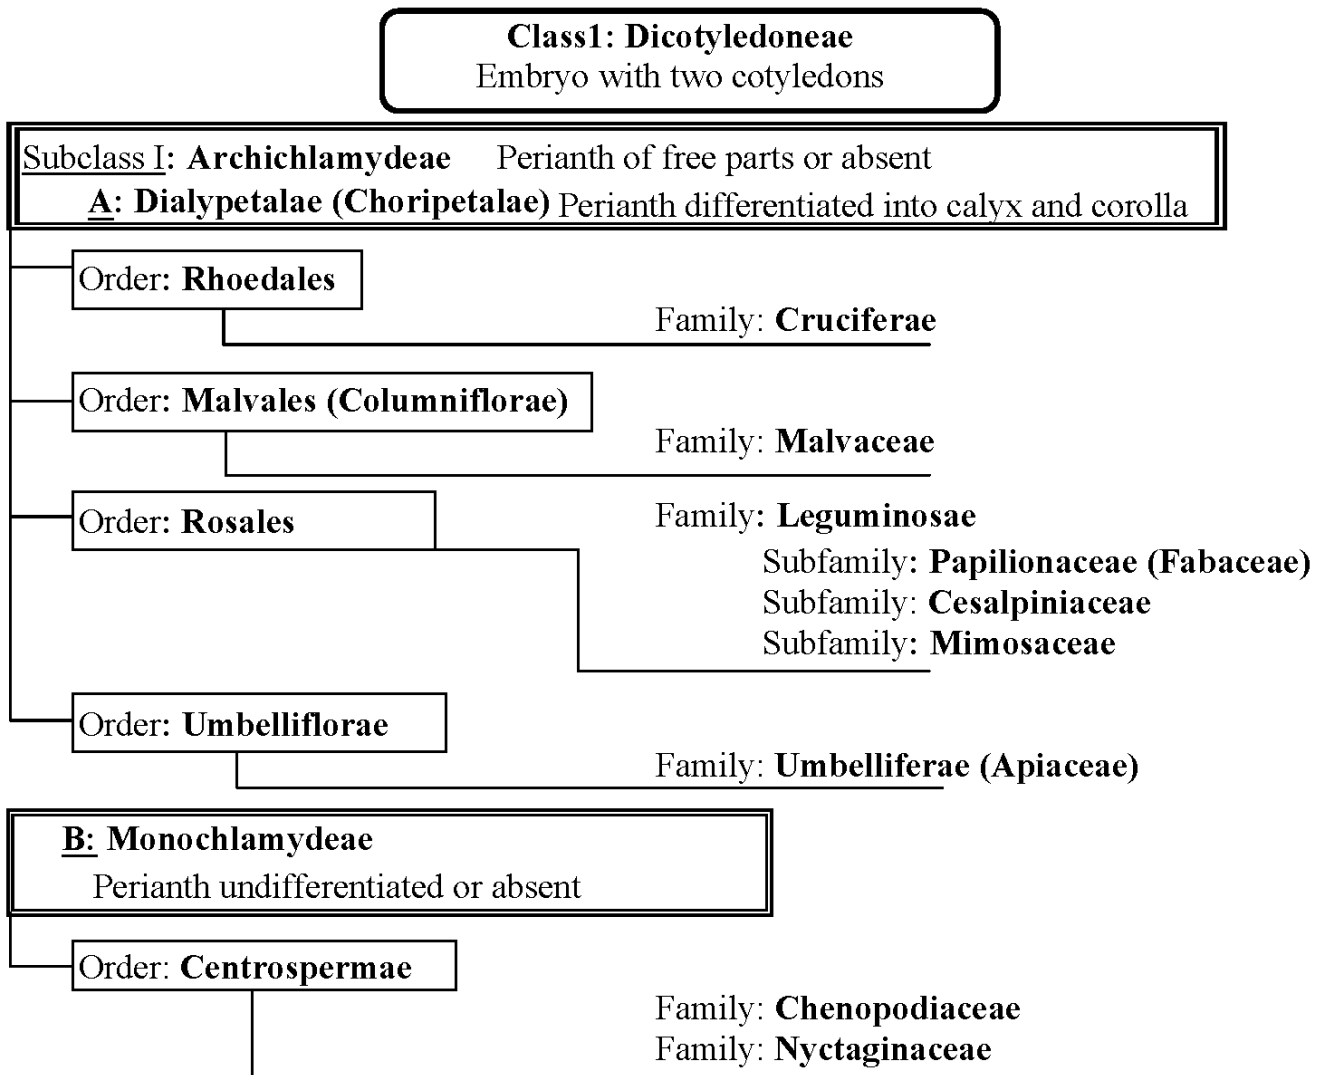 Class1: Dicotyledoneae
Embryo with two cotyledons
Subclass I: Archichlamydeae Perianth of free parts or absent
A: Dialypetalae (Choripetalae) Perianth differentiated into calyx and corolla
Order: Rhoedales
Family: Cruciferae
Order: Malvales (Columniflorae)
Family: Malvaceae
Order: Rosales
Family: Leguminosae
Subfamily: Papilionaceae (Fabaceae)
Subfamily: Cesalpiniaceae
Subfamily: Mimosaceae
Order: Umbelliflorae
Family: Umbelliferae (Apiaceae)
B: Monochlamydeae
Perianth undifferentiated or absent
Order: Centrospermae
Family: Chenopodiaceae
Family: Nyctaginaceae